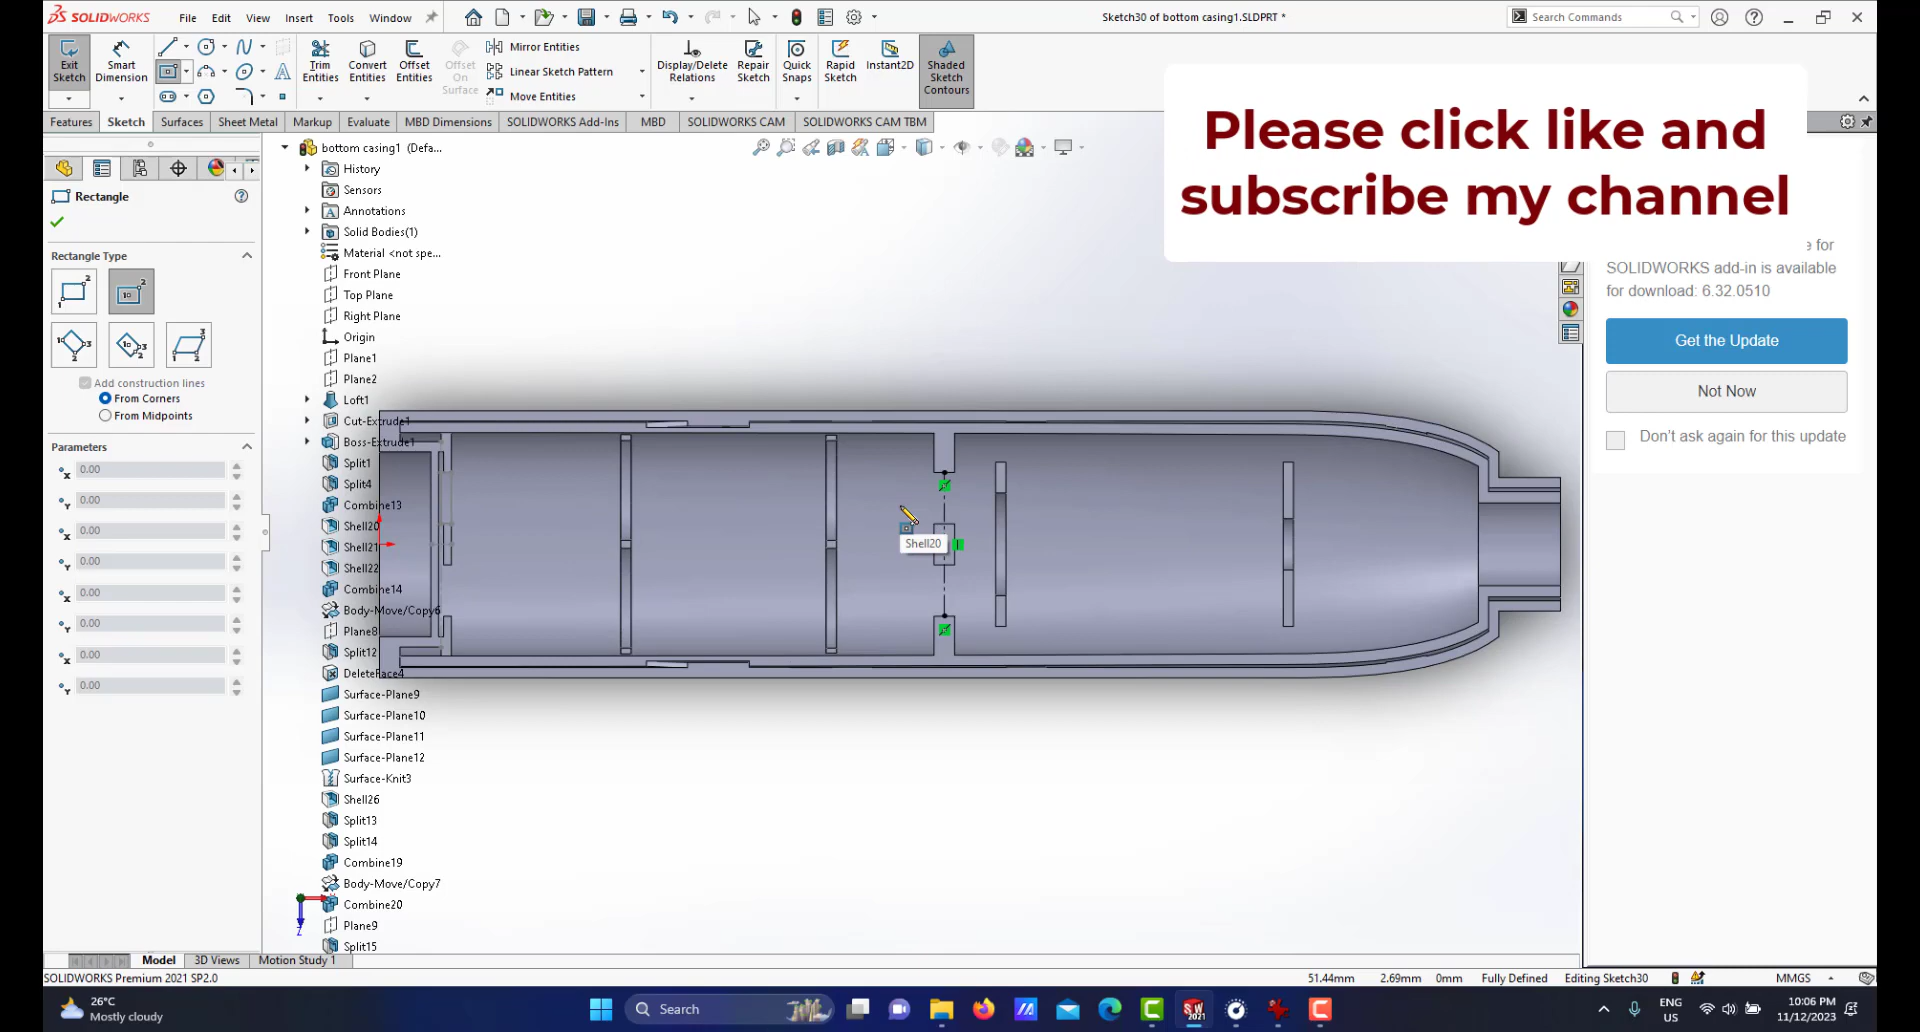 SOLIDWORKS File Edit View Insert Tools Window
Sketch30 of bottom casing1.SLDPRT *
Search Commands
Exit Sketch
Smart Dimension
Trim Entities
Convert Entities
Offset Entities
Offset On Surface
Mirror Entities
Linear Sketch Pattern
Move Entities
Display/Delete Relations
Repair Sketch
Quick Snaps
Rapid Sketch
Instant2D
Shaded Sketch Contours
Features Sketch Surfaces Sheet Metal Markup Evaluate MBD Dimensions SOLIDWORKS Add-Ins MBD SOLIDWORKS CAM SOLIDWORKS CAM TBM
Please click like and
subscribe my channel
e for
SOLIDWORKS add-in is available
for download: 6.32.0510
Get the Update
Not Now
Don't ask again for this update
Rectangle
Rectangle Type
Add construction lines
From Corners
From Midpoints
Parameters
0.00
0.00
0.00
0.00
0.00
0.00
0.00
0.00
bottom casing1 (Defa...
History
Sensors
Annotations
Solid Bodies(1)
Material <not spe...
Front Plane
Top Plane
Right Plane
Origin
Plane1
Plane2
Loft1
Cut-Extrude1
Boss-Extrude1
Split1
Split4
Combine13
Shell20
Shell21
Shell22
Combine14
Body-Move/Copy6
Plane8
Split12
DeleteFace4
Surface-Plane9
Surface-Plane10
Surface-Plane11
Surface-Plane12
Surface-Knit3
Shell26
Split13
Split14
Combine19
Body-Move/Copy7
Combine20
Plane9
Split15
Shell20
Z
Model 3D Views Motion Study 1
SOLIDWORKS Premium 2021 SP2.0
51.44mm 2.69mm 0mm Fully Defined Editing Sketch30 MMGS
26°C
Mostly cloudy
Search
ENG
US
10:06 PM
11/12/2023